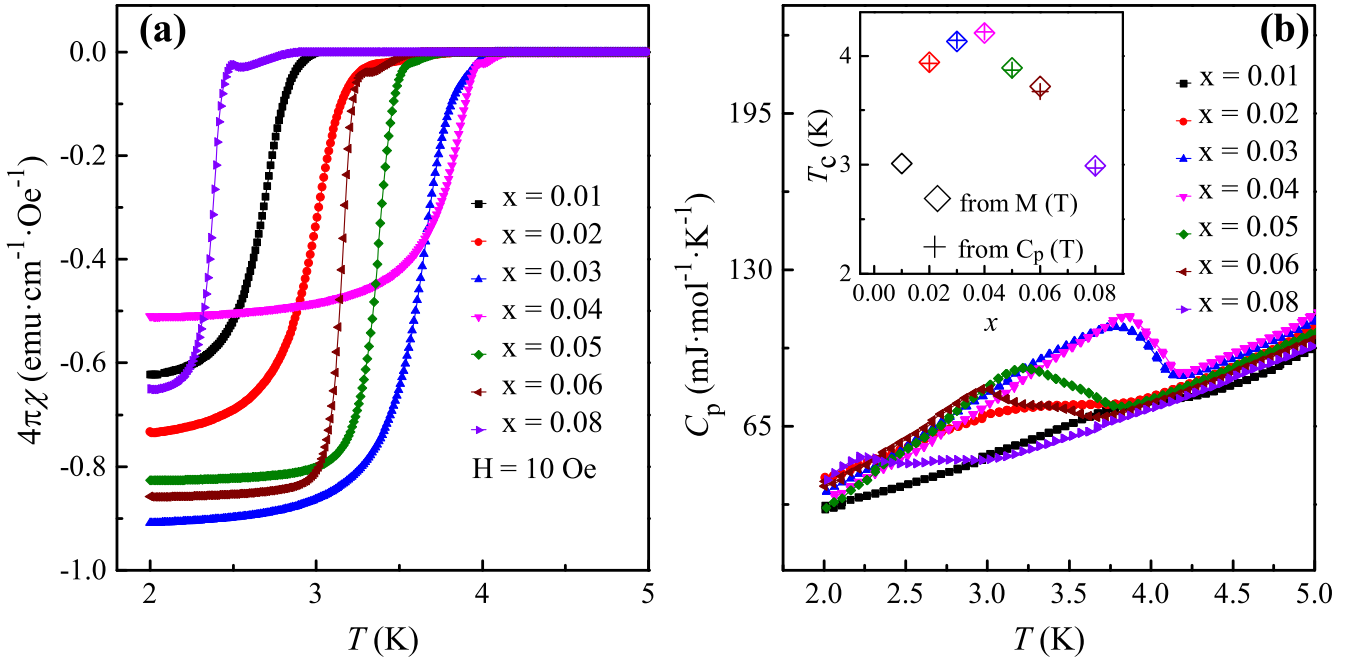 (a)
0.0
-0.2
-0.4
-0.6
-0.8
-1.0
4πχ (emu·cm⁻¹·Oe⁻¹)
x = 0.01
x = 0.02
x = 0.03
x = 0.04
x = 0.05
x = 0.06
x = 0.08
H = 10 Oe
2 3 4 5
T (K)
(b)
195
130
65
Cₚ (mJ·mol⁻¹·K⁻¹)
4
3
2
T_C (K)
from M (T)
from Cₚ (T)
0.00 0.02 0.04 0.06 0.08
x
x = 0.01
x = 0.02
x = 0.03
x = 0.04
x = 0.05
x = 0.06
x = 0.08
2.0 2.5 3.0 3.5 4.0 4.5 5.0
T (K)